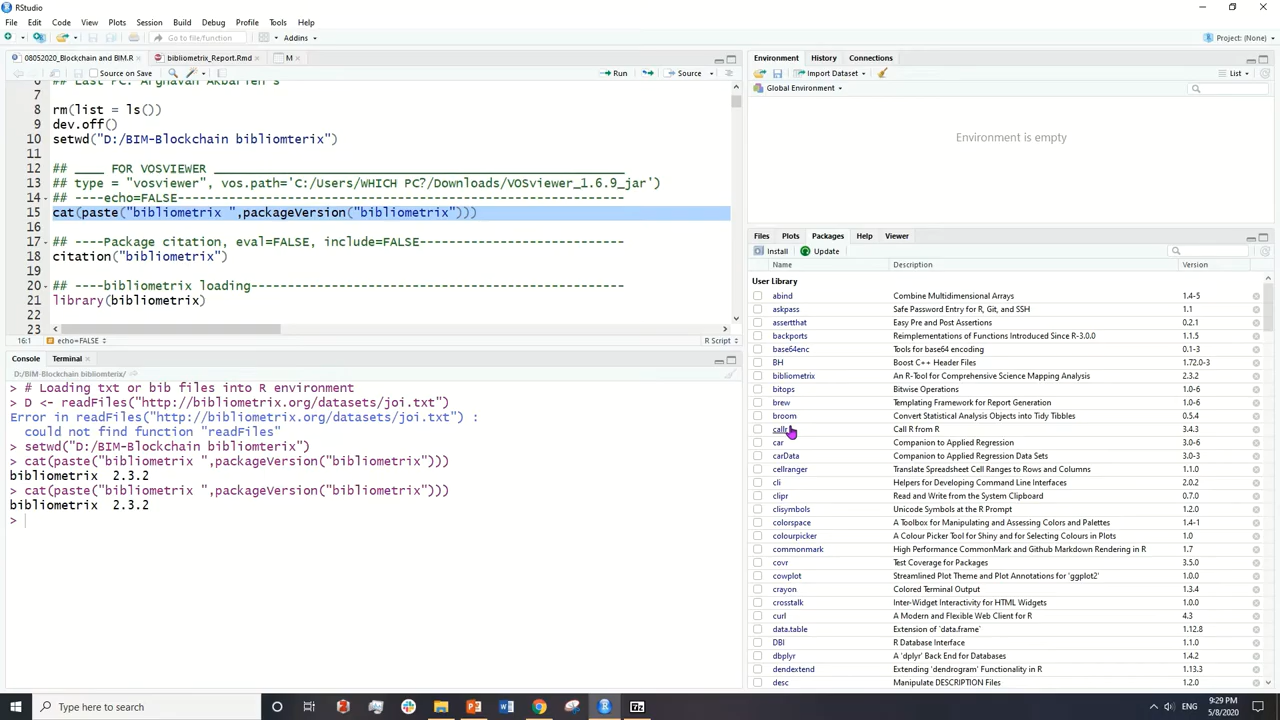 RStudio
File Edit Code View Plots Session Build Debug Profile Tools Help
Go to file/function Addins Project: (None)
08052020_Blockchain and BIM.R bibliometrix_Report.Rmd M
Source on Save Run Source
7
8 rm(list = ls())
9 dev.off()
10 setwd("D:/BIM-Blockchain bibliomterix")
11
12 ## ____ FOR VOSVIEWER ________________________________________________________
13 ## type = "vosviewer", vos.path='C:/Users/WHICH PC?/Downloads/VOSviewer_1.6.9_jar')
14 ## ----echo=FALSE-------------------------------------------------------------
15 cat(paste("bibliometrix ",packageVersion("bibliometrix")))
16
17 ## ----Package citation, eval=FALSE, include=FALSE----------------------------
18 citation("bibliometrix")
19
20 ## ----bibliometrix loading---------------------------------------------------
21 library(bibliometrix)
22
23
16:1 echo=FALSE R Script
Console Terminal
D:/BIM-Blockchain bibliomterix/
> # Loading txt or bib files into R environment
> D <- readFiles("http://bibliometrix.org/datasets/joi.txt")
Error in readFiles("http://bibliometrix.org/datasets/joi.txt") :
could not find function "readFiles"
> setwd("D:/BIM-Blockchain bibliomterix")
> cat(paste("bibliometrix ",packageVersion("bibliometrix")))
bibliometrix  2.3.2
> cat(paste("bibliometrix ",packageVersion("bibliometrix")))
bibliometrix  2.3.2
>
Environment History Connections
Import Dataset List
Global Environment
Environment is empty
Files Plots Packages Help Viewer
Install Update
Name Description Version
User Library
abind Combine Multidimensional Arrays 1.4-5
askpass Safe Password Entry for R, Git, and SSH 1.1
assertthat Easy Pre and Post Assertions 0.2.1
backports Reimplementations of Functions Introduced Since R-3.0.0 1.1.5
base64enc Tools for base64 encoding 0.1-3
BH Boost C++ Header Files 1.72.0-3
bibliometrix An R-Tool for Comprehensive Science Mapping Analysis 2.3.2
bitops Bitwise Operations 1.0-6
brew Templating Framework for Report Generation 1.0-6
broom Convert Statistical Analysis Objects into Tidy Tibbles 0.5.4
callr Call R from R 3.4.3
car Companion to Applied Regression 3.0-6
carData Companion to Applied Regression Data Sets 3.0-3
cellranger Translate Spreadsheet Cell Ranges to Rows and Columns 1.1.0
cli Helpers for Developing Command Line Interfaces 2.0.2
clipr Read and Write from the System Clipboard 0.7.0
clisymbols Unicode Symbols at the R Prompt 1.2.0
colorspace A Toolbox for Manipulating and Assessing Colors and Palettes 1.4-1
colourpicker A Colour Picker Tool for Shiny and for Selecting Colours in Plots 1.0
commonmark High Performance CommonMark and Github Markdown Rendering in R 1.7
covr Test Coverage for Packages 3.5.0
cowplot Streamlined Plot Theme and Plot Annotations for 'ggplot2' 1.0.0
crayon Colored Terminal Output 1.3.4
crosstalk Inter-Widget Interactivity for HTML Widgets 1.0.0
curl A Modern and Flexible Web Client for R 4.3
data.table Extension of `data.frame` 1.12.8
DBI R Database Interface 1.1.0
dbplyr A 'dplyr' Back End for Databases 1.4.2
dendextend Extending 'dendrogram' Functionality in R 1.13.3
desc Manipulate DESCRIPTION Files 1.2.0
Type here to search
ENG
9:29 PM
5/8/2020